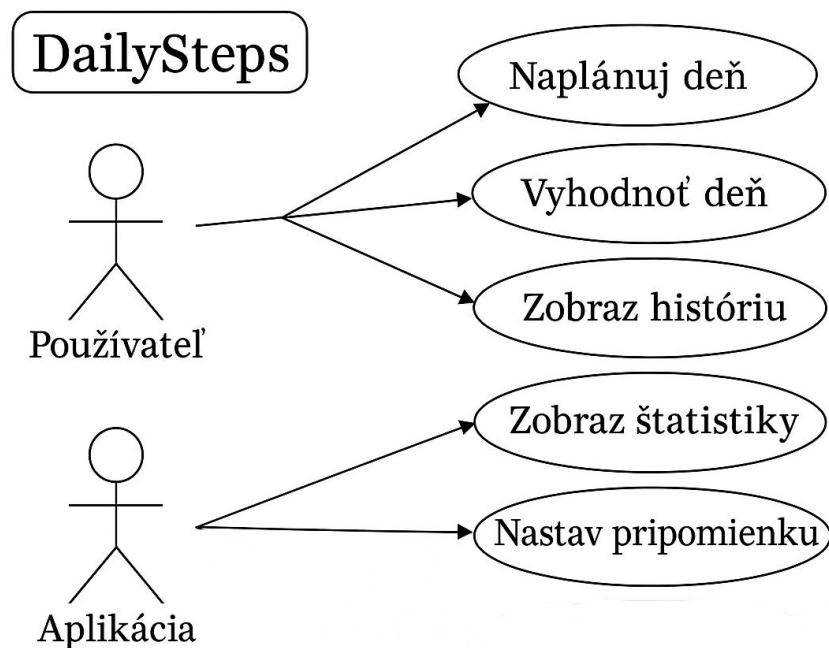 DailySteps
Naplánuj deň
Vyhodnoť deň
Používateľ
Zobraz históriu
Zobraz štatistiky
Nastav pripomienku
Aplikácia